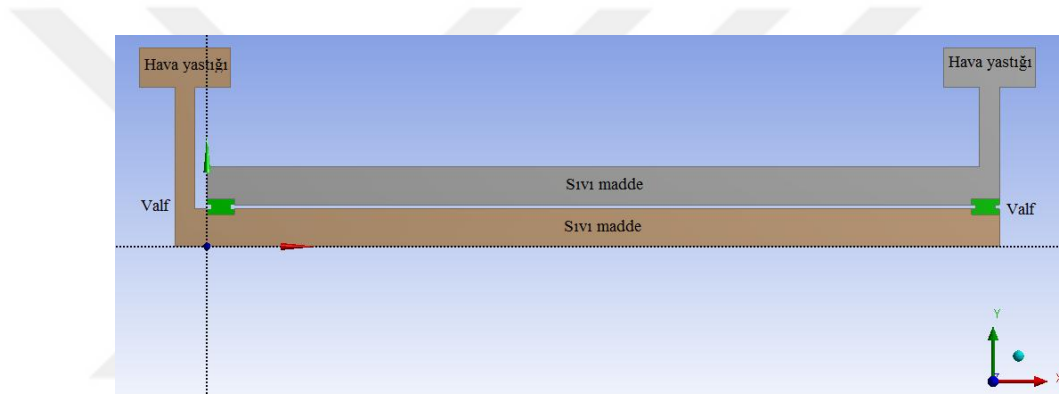 Hava yastığı
Hava yastığı
Sıvı madde
Valf
Valf
Sıvı madde
Y
Z
X